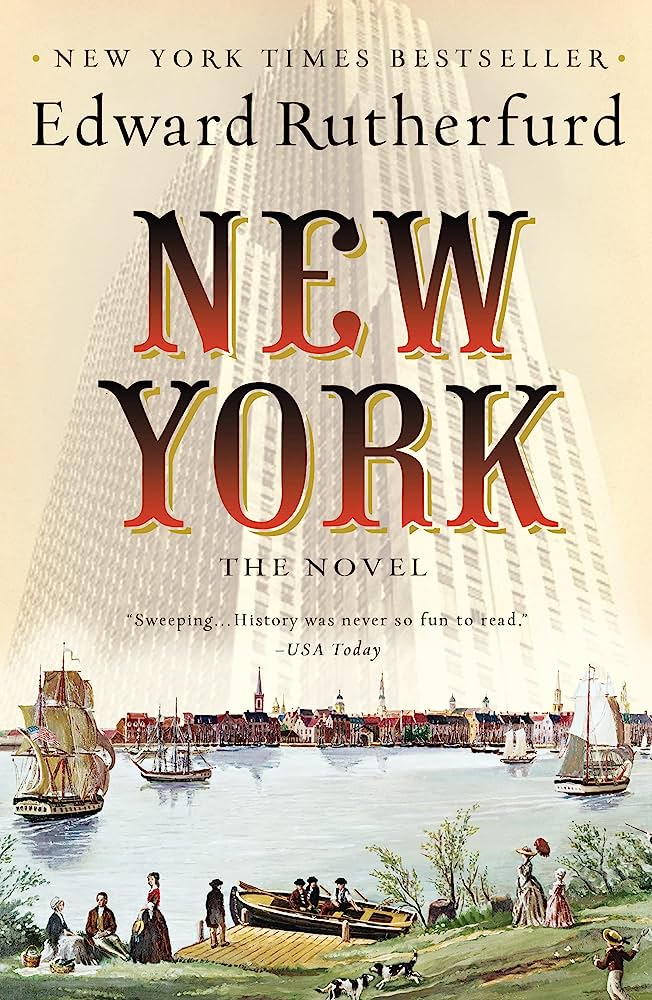 • NEW YORK TIMES BESTSELLER •
Edward Rutherfurd
NEW
YORK
THE NOVEL
“Sweeping...History was never so fun to read.”
–USA Today